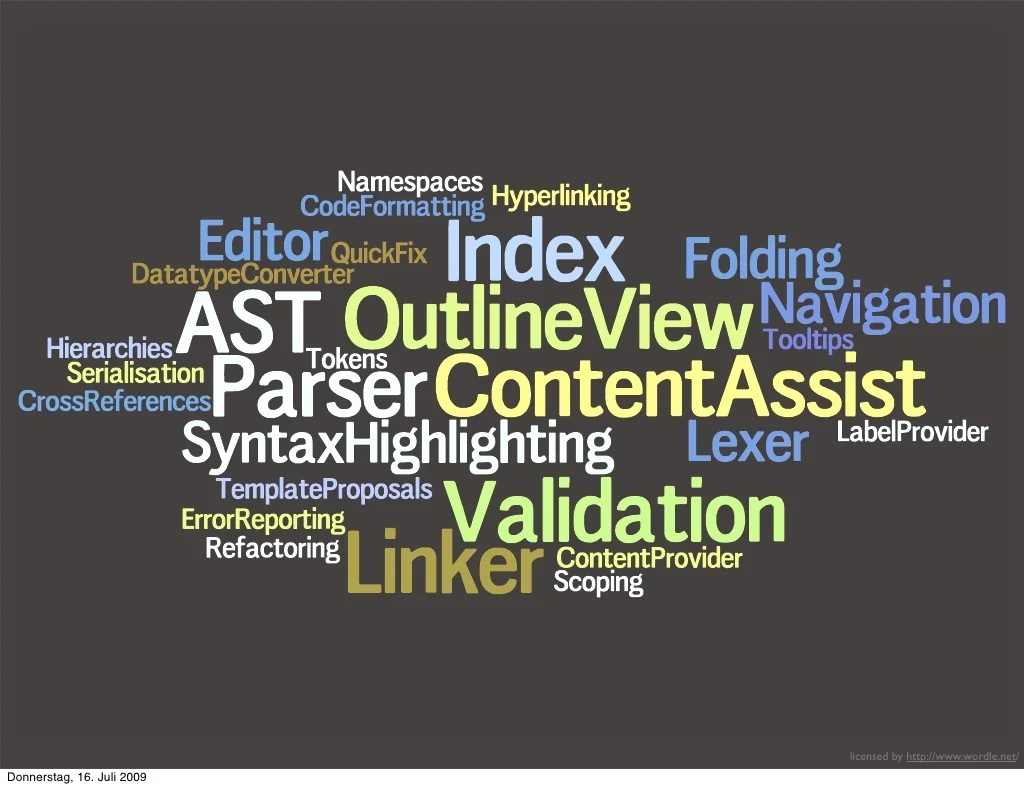 Namespaces
Hyperlinking
CodeFormatting
Editor
QuickFix
Index
Folding
DatatypeConverter
AST
OutlineView
Navigation
Tooltips
Hierarchies
Tokens
Serialisation
Parser
ContentAssist
CrossReferences
SyntaxHighlighting
Lexer
LabelProvider
TemplateProposals
Validation
ErrorReporting
Refactoring
Linker
ContentProvider
Scoping
licensed by http://www.wordle.net/
Donnerstag, 16. Juli 2009